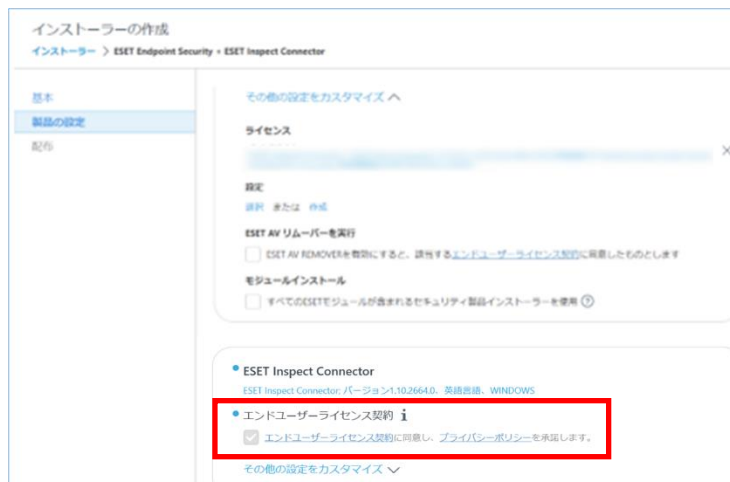 インストーラーの作成
インストーラー > ESET Endpoint Security + ESET Inspect Connector
基本
製品の設定
配布
その他の設定をカスタマイズ
ライセンス
設定
選択 または 作成
ESET AV リムーバーを実行
ESET AV REMOVERを有効にすると、該当するエンドユーザーライセンス契約に同意したものとします
モジュールインストール
すべてのESETモジュールが含まれるセキュリティ製品インストーラーを使用
ESET Inspect Connector
ESET Inspect Connector; バージョン1.10.2664.0、英語言語、WINDOWS
エンドユーザーライセンス契約
エンドユーザーライセンス契約に同意し、プライバシーポリシーを承諾します。
その他の設定をカスタマイズ